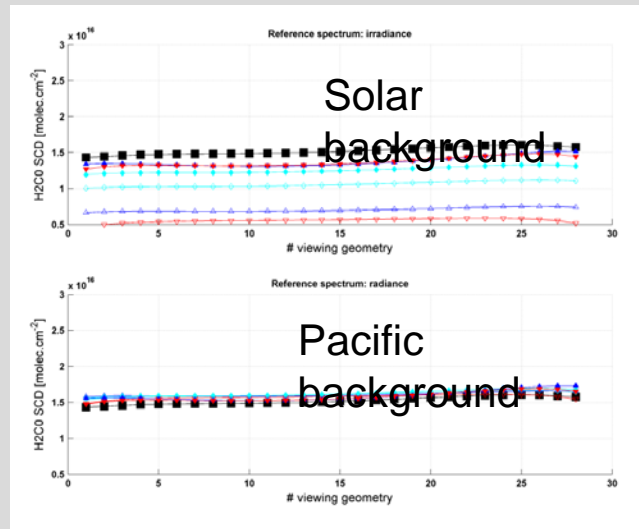 Reference spectrum: irradiance
x 10^16
3
2.5
2
1.5
1
0.5
H2C0 SCD [molec.cm^-2]
Solar
background
0 5 10 15 20 25 30
# viewing geometry
Reference spectrum: radiance
x 10^16
3
2.5
2
1.5
1
0.5
H2C0 SCD [molec.cm^-2]
Pacific
background
0 5 10 15 20 25 30
# viewing geometry